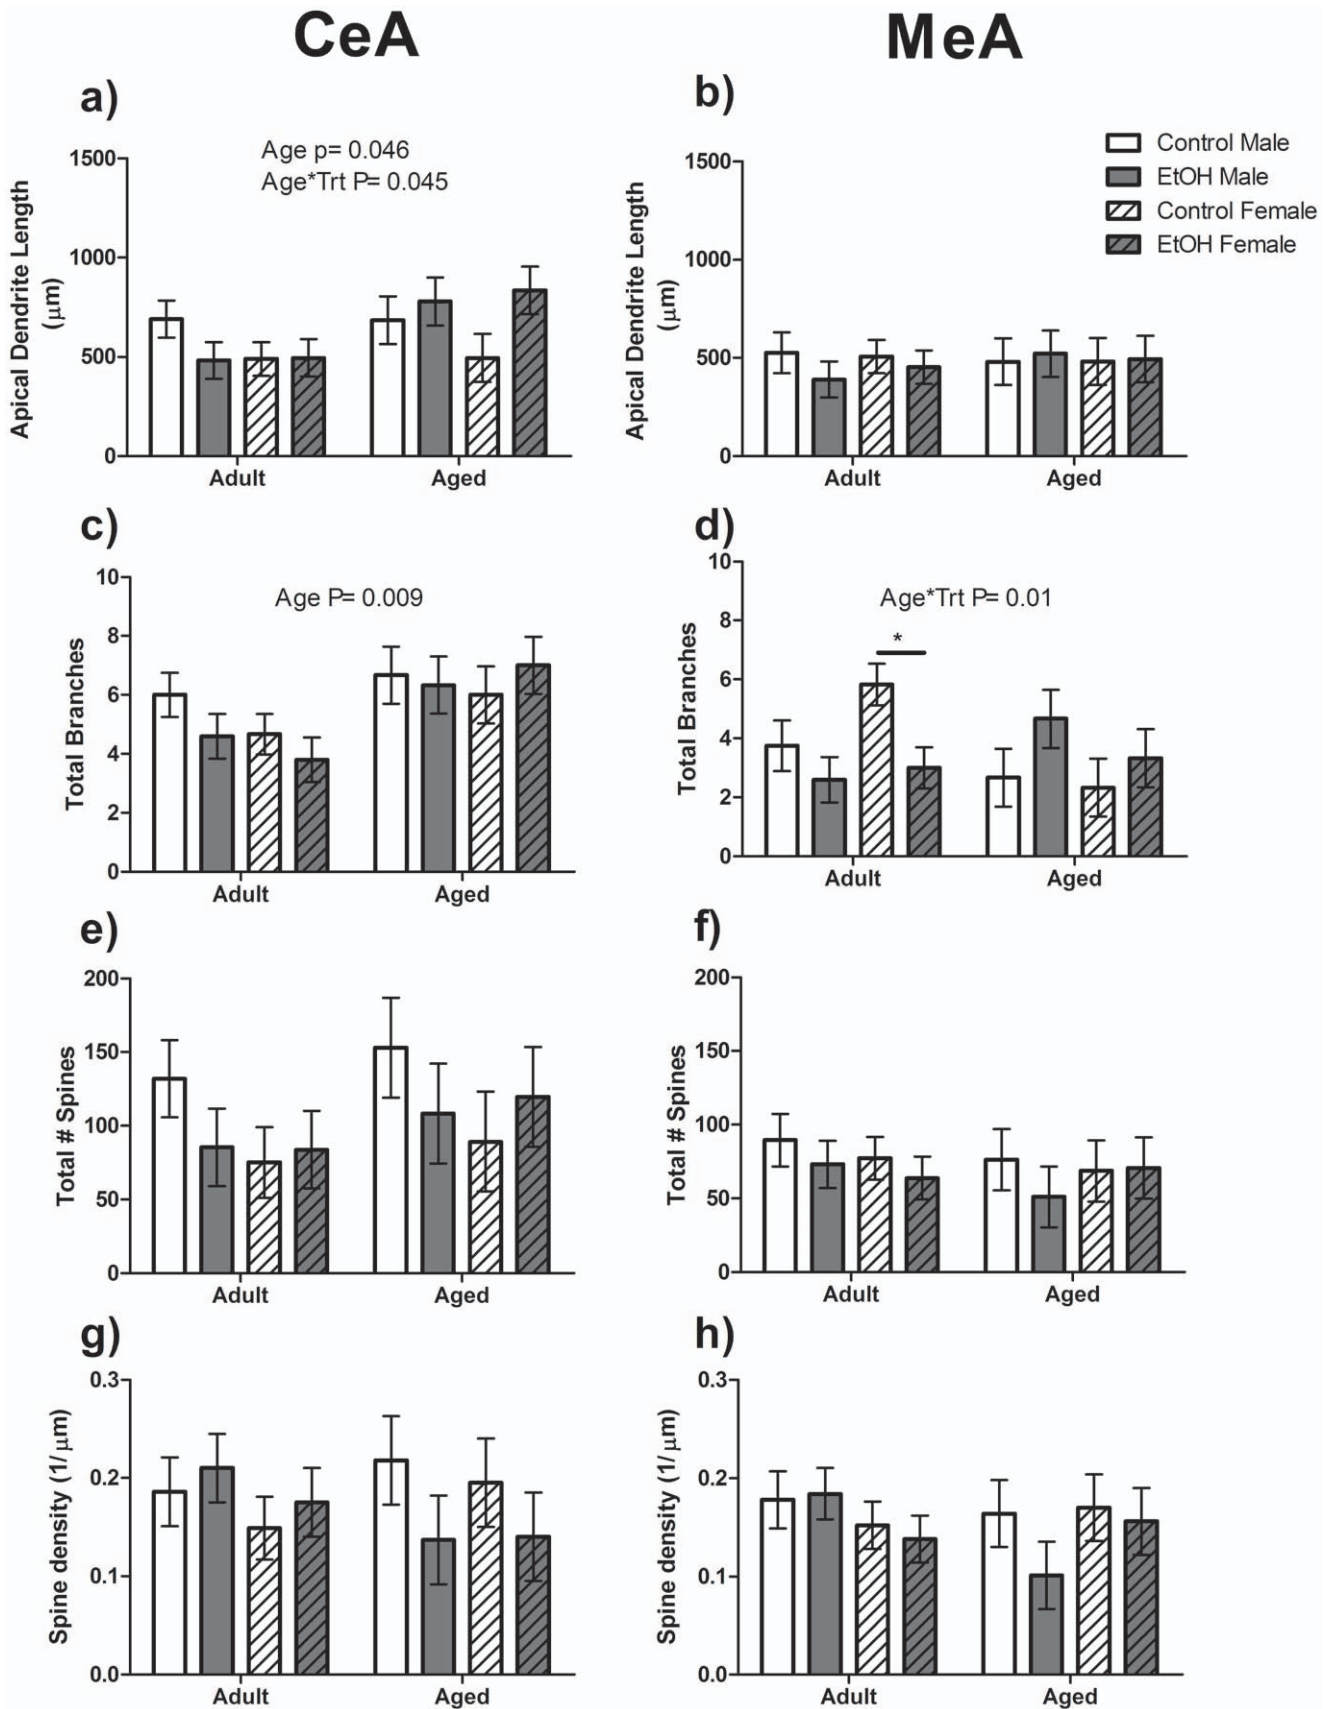 CeA
MeA
a)
Age p= 0.046
Age*Trt P= 0.045
Apical Dendrite Length
(μm)
1500
1000
500
0
Adult
Aged
b)
Control Male
EtOH Male
Control Female
EtOH Female
Apical Dendrite Length
(μm)
1500
1000
500
0
Adult
Aged
c)
Age P= 0.009
Total Branches
10
8
6
4
2
0
Adult
Aged
d)
Age*Trt P= 0.01
*
Total Branches
10
8
6
4
2
0
Adult
Aged
e)
Total # Spines
200
150
100
50
0
Adult
Aged
f)
Total # Spines
200
150
100
50
0
Adult
Aged
g)
Spine density (1/μm)
0.3
0.2
0.1
0.0
Adult
Aged
h)
Spine density (1/μm)
0.3
0.2
0.1
0.0
Adult
Aged